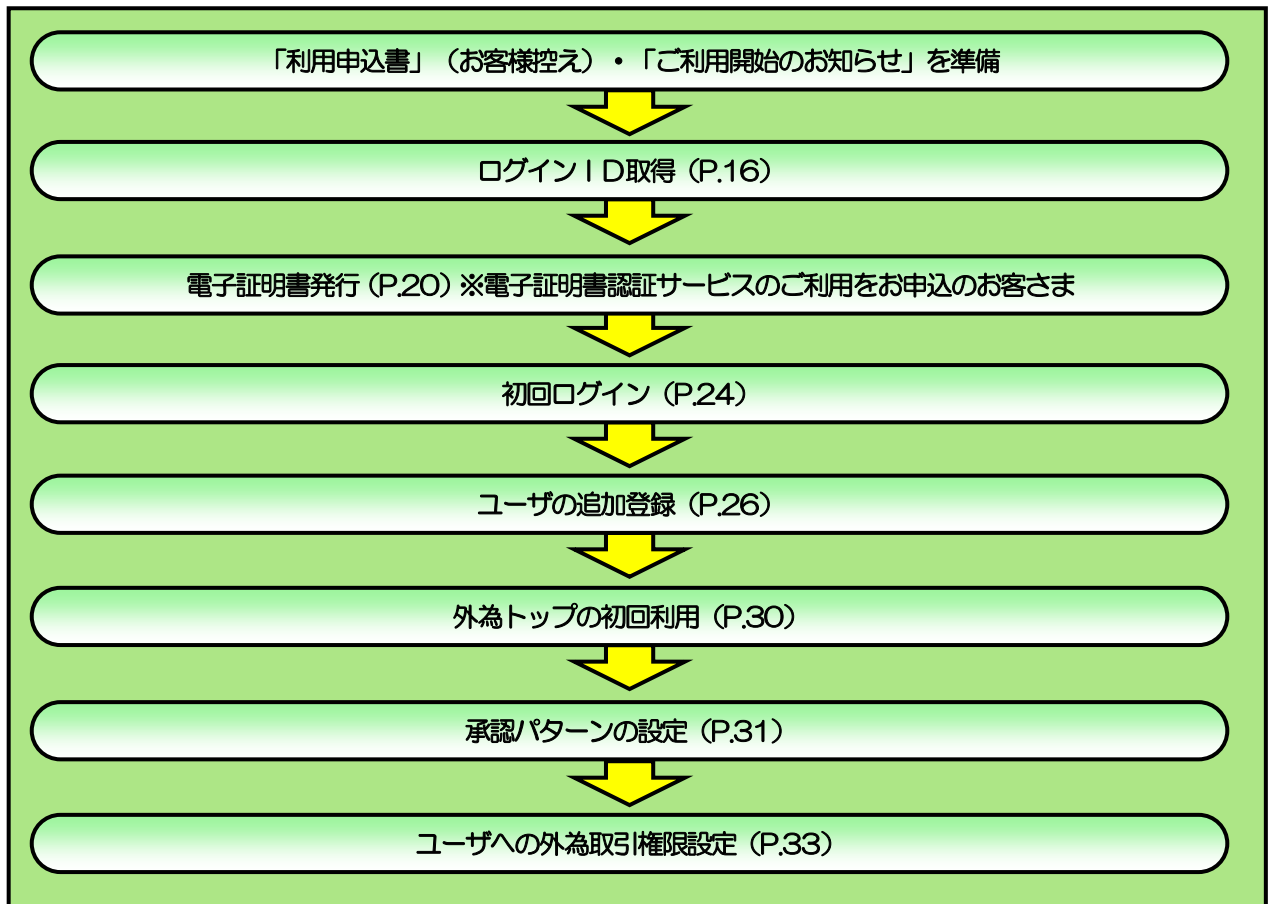 「利用申込書」（お客様控え）・「ご利用開始のお知らせ」を準備
ログインＩＤ取得（P.16）
電子証明書発行（P.20）※電子証明書認証サービスのご利用をお申込のお客さま
初回ログイン（P.24）
ユーザの追加登録（P.26）
外為トップの初回利用（P.30）
承認パターンの設定（P.31）
ユーザへの外為取引権限設定（P.33）